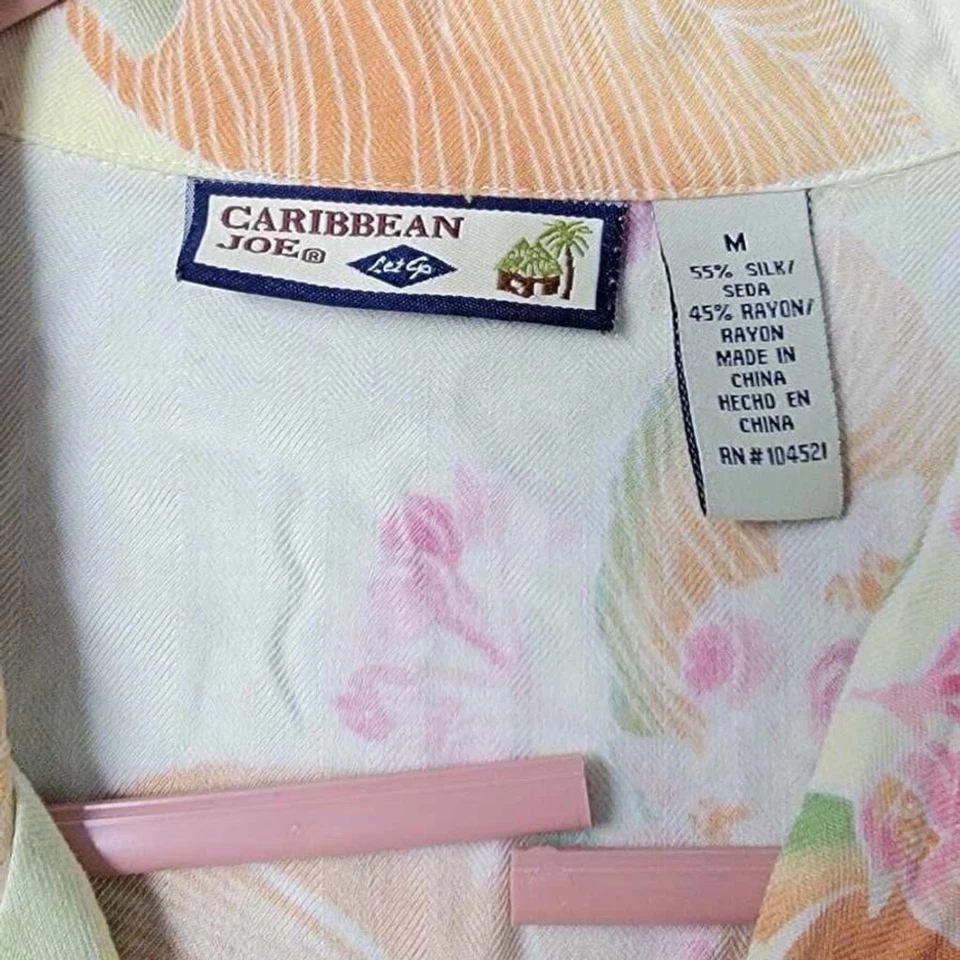 CARIBBEAN
JOE®
Let Go
M
55% SILK/
SEDA
45% RAYON/
RAYON
MADE IN
CHINA
HECHO EN
CHINA
RN#104521